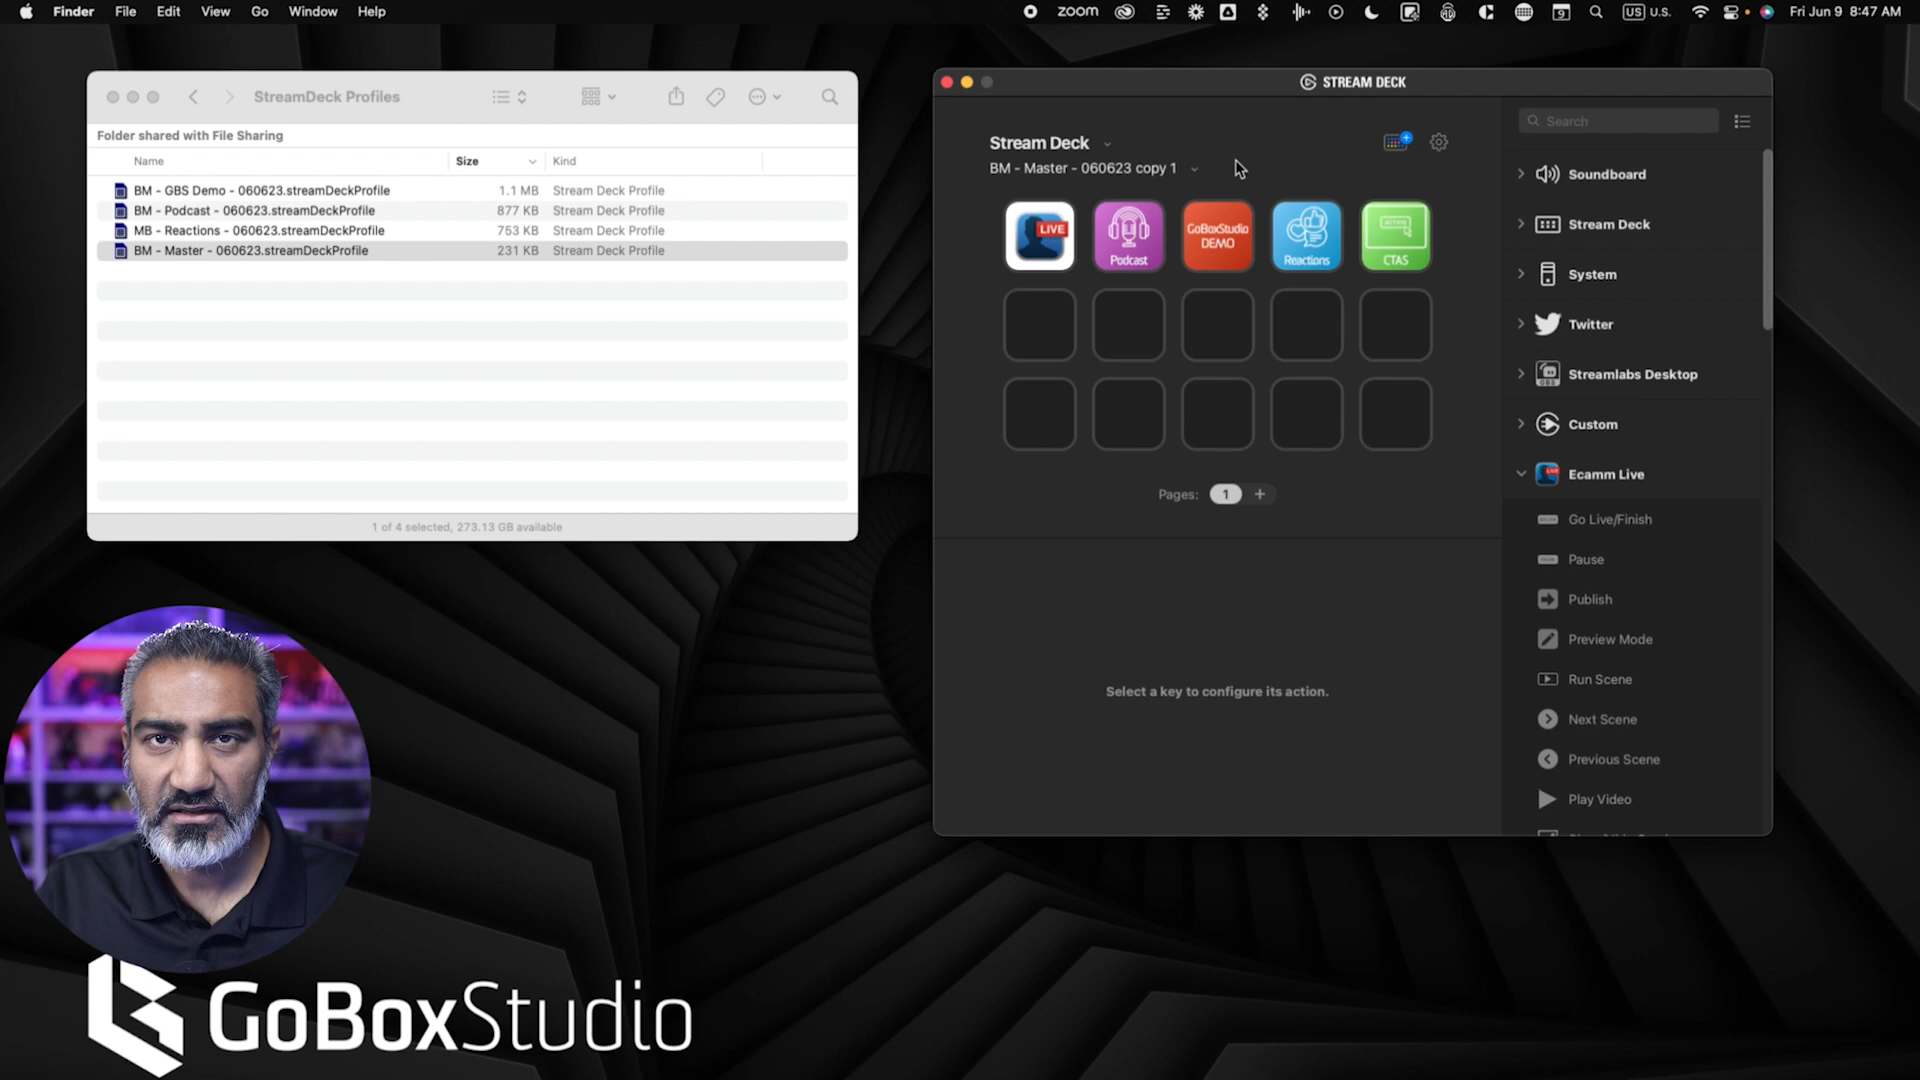 Finder File Edit View Go Window Help
zoom
9
US U.S.
Fri Jun 9 8:47 AM
StreamDeck Profiles
Folder shared with File Sharing
Name Size Kind
BM - GBS Demo - 060623.streamDeckProfile 1.1 MB Stream Deck Profile
BM - Podcast - 060623.streamDeckProfile 877 KB Stream Deck Profile
MB - Reactions - 060623.streamDeckProfile 753 KB Stream Deck Profile
BM - Master - 060623.streamDeckProfile 231 KB Stream Deck Profile
1 of 4 selected, 273.13 GB available
STREAM DECK
Stream Deck
BM - Master - 060623 copy 1
LIVE
Podcast
GoBoxStudio
DEMO
Reactions
ACTION
CTAS
Pages: 1 +
Select a key to configure its action.
Search
Soundboard
Stream Deck
System
Twitter
OBS
Streamlabs Desktop
Custom
LIVE
Ecamm Live
Go Live/Finish
Pause
Publish
Preview Mode
Run Scene
Next Scene
Previous Scene
Play Video
GoBoxStudio